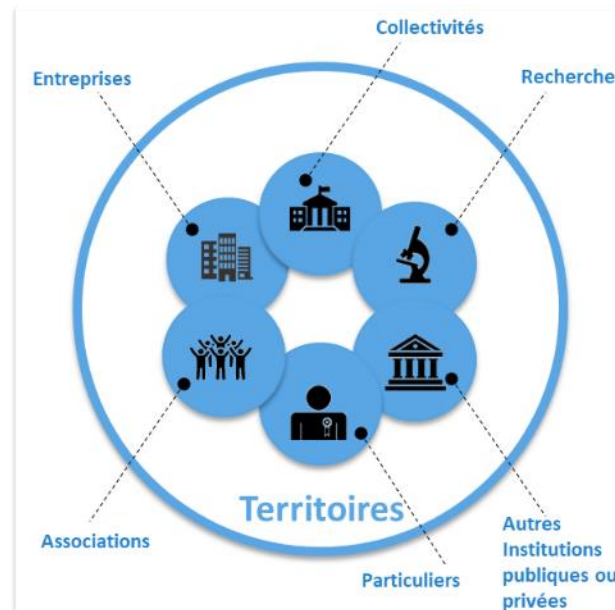 Collectivités
Entreprises
Recherche
Territoires
Associations
Particuliers
Autres
Institutions
publiques ou
privées